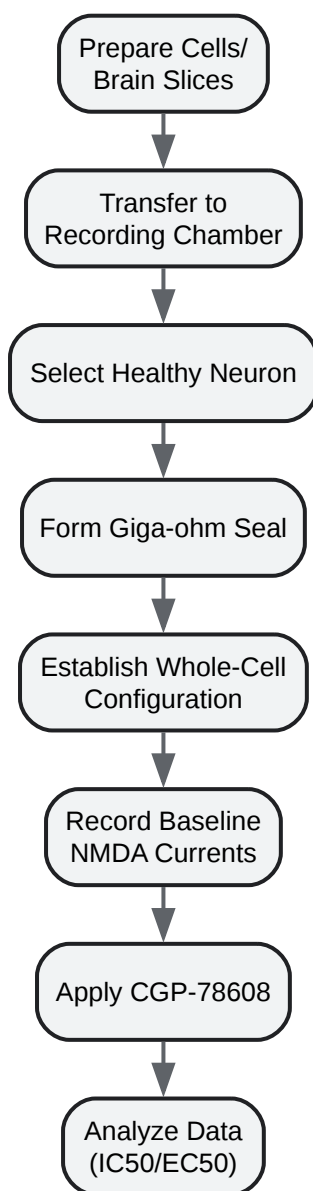 Prepare Cells/
Brain Slices
Transfer to
Recording Chamber
Select Healthy Neuron
Form Giga-ohm Seal
Establish Whole-Cell
Configuration
Record Baseline
NMDA Currents
Apply CGP-78608
Analyze Data
(IC50/EC50)